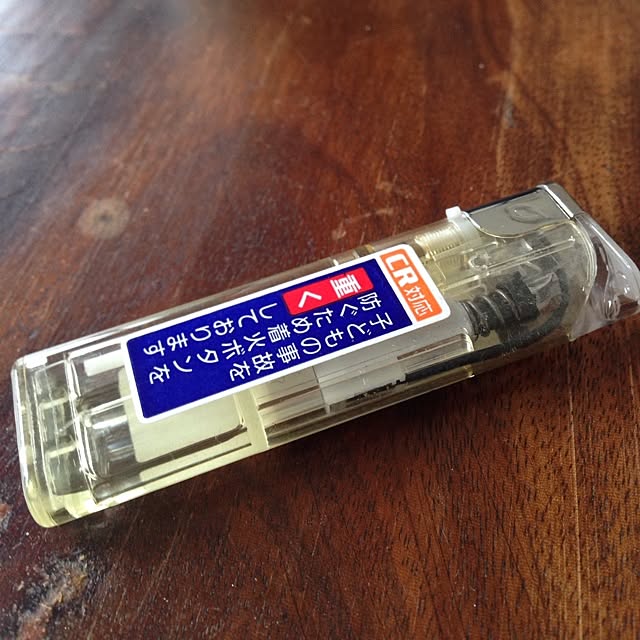 CR対応
子どもの事故を
防ぐため着火ボタンを
重くしております